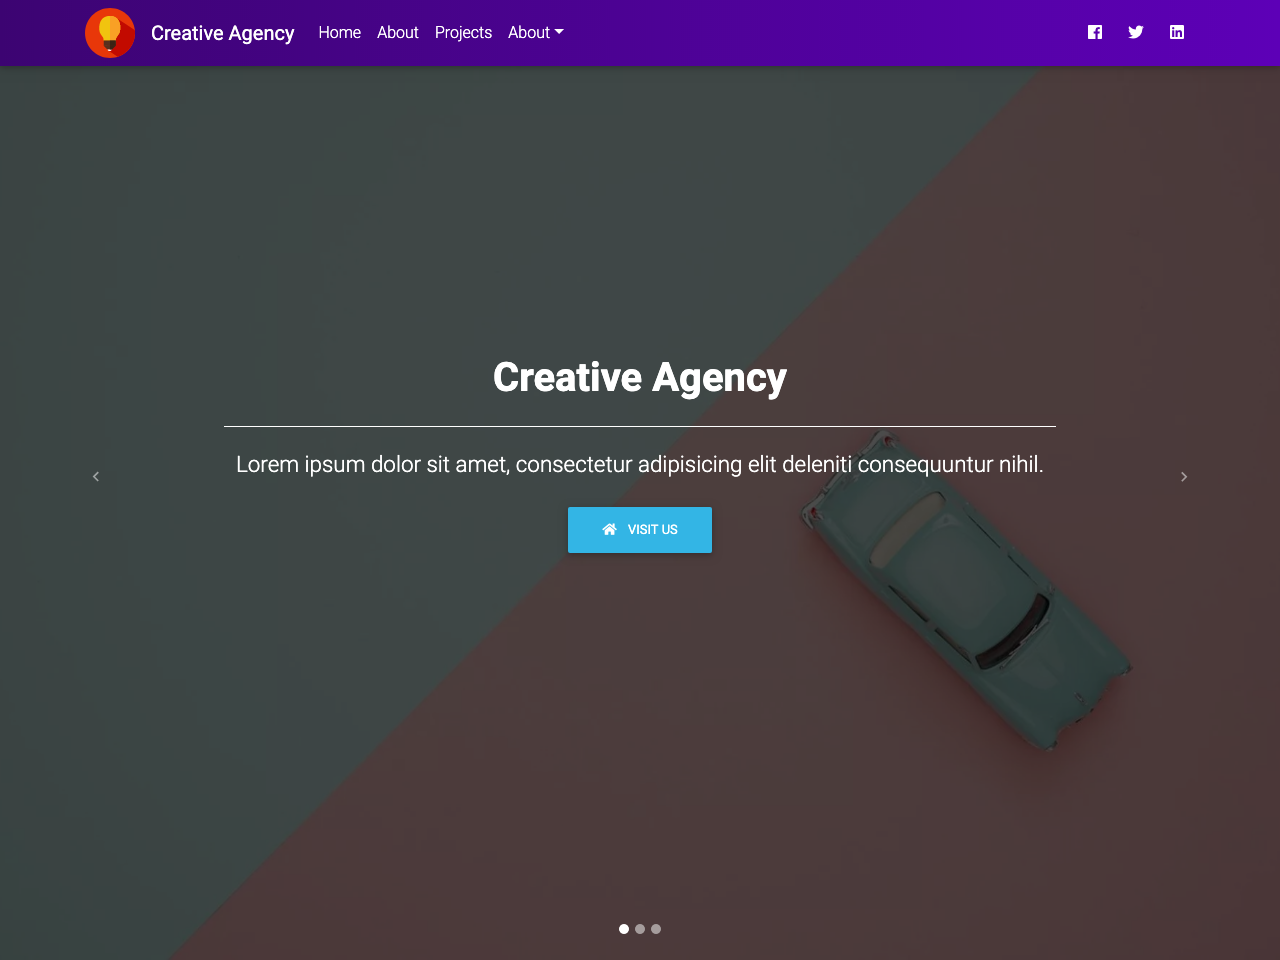 Creative Agency Home About Projects About
Creative Agency
Lorem ipsum dolor sit amet, consectetur adipisicing elit deleniti consequuntur nihil.
VISIT US